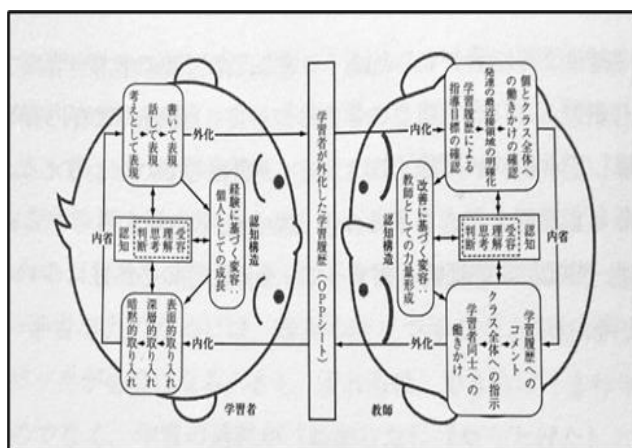 書いて表現
話して表現
考えとして表現
外化
認知
受容
理解
思考
判断
内省
経験に基づく変容：
個人としての成長
認知構造
表面的取り入れ
深層的取り入れ
暗黙的取り入れ
内化
学習者
学習者が外化した学習履歴（OPPシート）
内化
個とクラス全体への
働きかけの確認
発達の最近接領域の
学習履歴による
指導目標の確認
認知構造
改善に基づく変容：
教師としての力量形成
認知
受容
理解
思考
判断
内省
学習履歴への
コメント
クラス全体への指示
学習者同士への
働きかけ
外化
教師